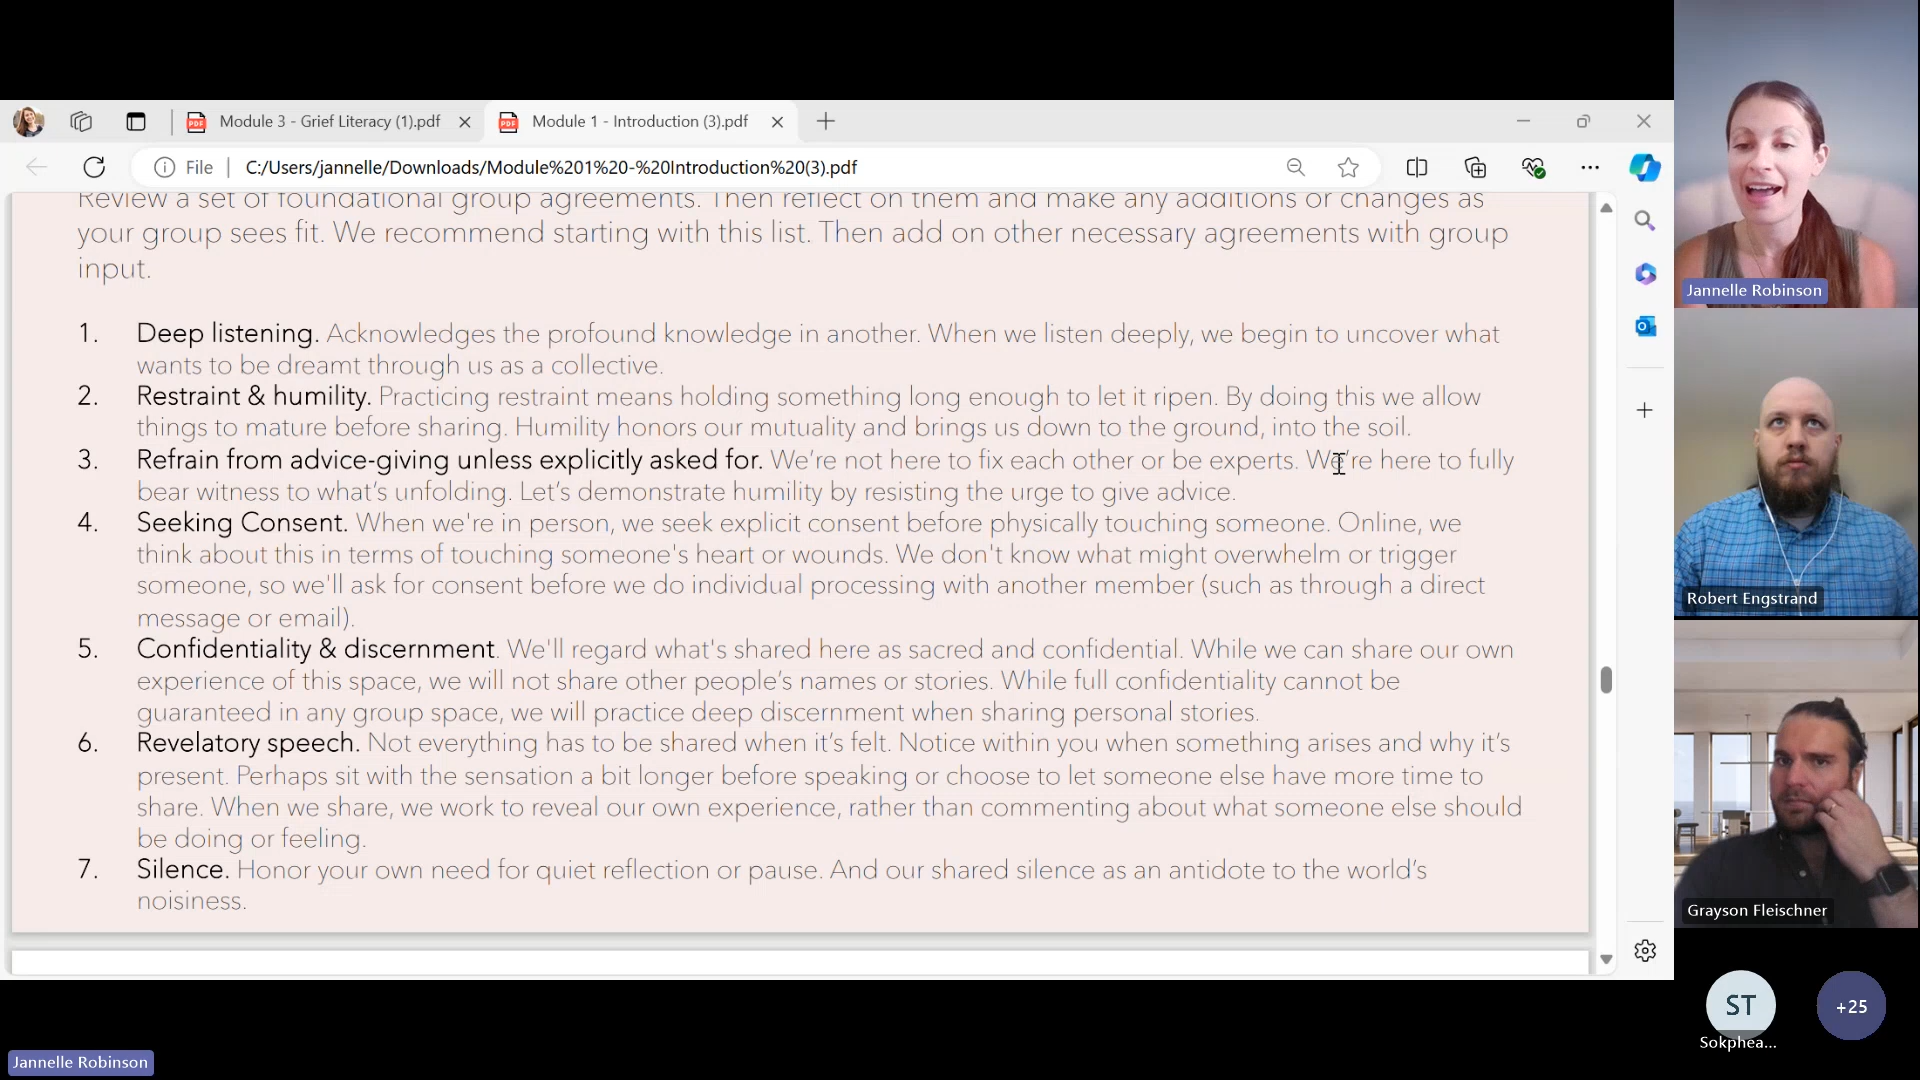 Module 3 - Grief Literacy (1).pdf
Module 1 - Introduction (3).pdf
File
C:/Users/jannelle/Downloads/Module%201%20-%20Introduction%20(3).pdf
Review a set of foundational group agreements. Then reflect on them and make any additions or changes as
your group sees fit. We recommend starting with this list. Then add on other necessary agreements with group
input.
1. Deep listening. Acknowledges the profound knowledge in another. When we listen deeply, we begin to uncover what
wants to be dreamt through us as a collective.
2. Restraint & humility. Practicing restraint means holding something long enough to let it ripen. By doing this we allow
things to mature before sharing. Humility honors our mutuality and brings us down to the ground, into the soil.
3. Refrain from advice-giving unless explicitly asked for. We’re not here to fix each other or be experts. We’re here to fully
bear witness to what’s unfolding. Let’s demonstrate humility by resisting the urge to give advice.
4. Seeking Consent. When we're in person, we seek explicit consent before physically touching someone. Online, we
think about this in terms of touching someone's heart or wounds. We don't know what might overwhelm or trigger
someone, so we'll ask for consent before we do individual processing with another member (such as through a direct
message or email).
5. Confidentiality & discernment. We'll regard what's shared here as sacred and confidential. While we can share our own
experience of this space, we will not share other people’s names or stories. While full confidentiality cannot be
guaranteed in any group space, we will practice deep discernment when sharing personal stories.
6. Revelatory speech. Not everything has to be shared when it’s felt. Notice within you when something arises and why it’s
present. Perhaps sit with the sensation a bit longer before speaking or choose to let someone else have more time to
share. When we share, we work to reveal our own experience, rather than commenting about what someone else should
be doing or feeling.
7. Silence. Honor your own need for quiet reflection or pause. And our shared silence as an antidote to the world’s
noisiness.
Jannelle Robinson
Robert Engstrand
Grayson Fleischner
ST
+25
Sokphea...
Jannelle Robinson